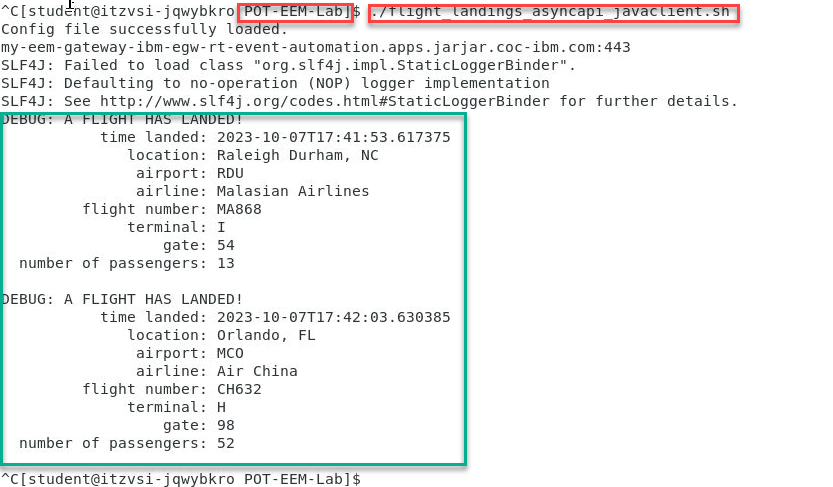 ^C[student@itzvsi-jqwybkro POT-EEM-Lab]$ ./flight_landings_asyncapi_javaclient.sh
Config file successfully loaded.
my-eem-gateway-ibm-egw-rt-event-automation.apps.jarjar.coc-ibm.com:443
SLF4J: Failed to load class "org.slf4j.impl.StaticLoggerBinder".
SLF4J: Defaulting to no-operation (NOP) logger implementation
SLF4J: See http://www.slf4j.org/codes.html#StaticLoggerBinder for further details.
DEBUG: A FLIGHT HAS LANDED!
time landed: 2023-10-07T17:41:53.617375
location: Raleigh Durham, NC
airport: RDU
airline: Malasian Airlines
flight number: MA868
terminal: I
gate: 54
number of passengers: 13
DEBUG: A FLIGHT HAS LANDED!
time landed: 2023-10-07T17:42:03.630385
location: Orlando, FL
airport: MCO
airline: Air China
flight number: CH632
terminal: H
gate: 98
number of passengers: 52
^C[student@itzvsi-jqwybkro POT-EEM-Lab]$